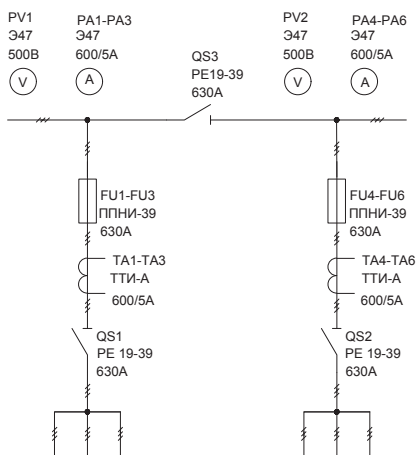 PV1
Э47
500В
V
PA1-PA3
Э47
600/5А
A
QS3
РЕ19-39
630А
PV2
Э47
500В
V
PA4-PA6
Э47
600/5А
A
FU1-FU3
ППНИ-39
630А
TA1-TA3
ТТИ-А
600/5А
QS1
РЕ 19-39
630А
FU4-FU6
ППНИ-39
630А
TA4-TA6
ТТИ-А
600/5А
QS2
РЕ 19-39
630А